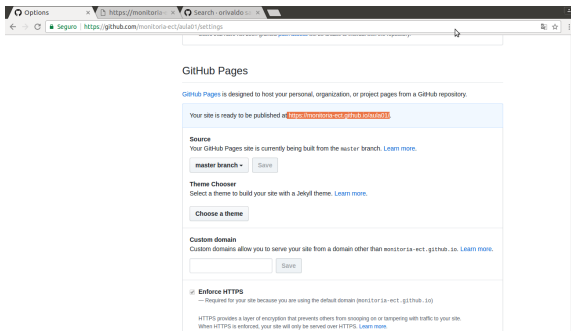 Options
https://monitoria-
Search · orivaldo sa
Seguro | https://github.com/monitoria-ect/aula01/settings
GitHub Pages
GitHub Pages is designed to host your personal, organization, or project pages from a GitHub repository.
Your site is ready to be published at https://monitoria-ect.github.io/aula01/.
Source
Your GitHub Pages site is currently being built from the master branch. Learn more.
master branch Save
Theme Chooser
Select a theme to build your site with a Jekyll theme. Learn more.
Choose a theme
Custom domain
Custom domains allow you to serve your site from a domain other than monitoria-ect.github.io. Learn more.
Save
Enforce HTTPS
— Required for your site because you are using the default domain (monitoria-ect.github.io)
HTTPS provides a layer of encryption that prevents others from snooping on or tampering with traffic to your site.
When HTTPS is enforced, your site will only be served over HTTPS. Learn more.